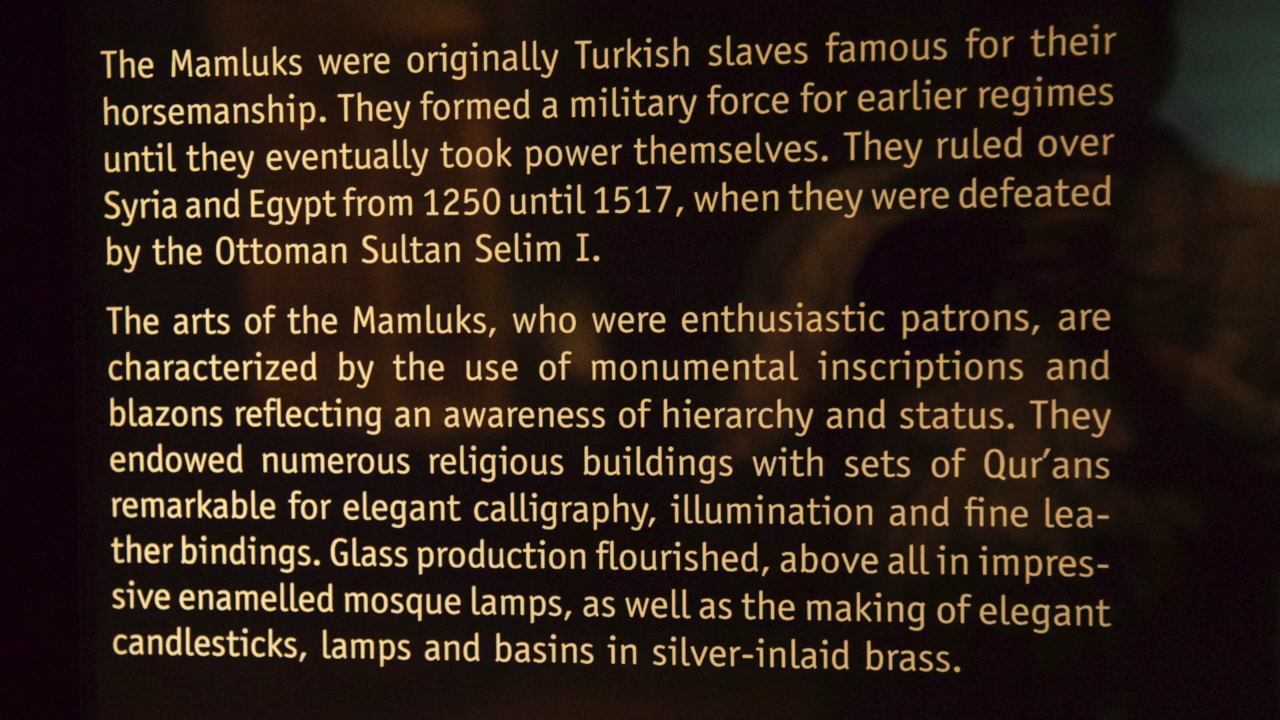 The Mamluks were originally Turkish slaves famous for their
horsemanship. They formed a military force for earlier regimes
until they eventually took power themselves. They ruled over
Syria and Egypt from 1250 until 1517, when they were defeated
by the Ottoman Sultan Selim I.
The arts of the Mamluks, who were enthusiastic patrons, are
characterized by the use of monumental inscriptions and
blazons reflecting an awareness of hierarchy and status. They
endowed numerous religious buildings with sets of Qur'ans
remarkable for elegant calligraphy, illumination and fine lea-
ther bindings. Glass production flourished, above all in impres-
sive enamelled mosque lamps, as well as the making of elegant
candlesticks, lamps and basins in silver-inlaid brass.